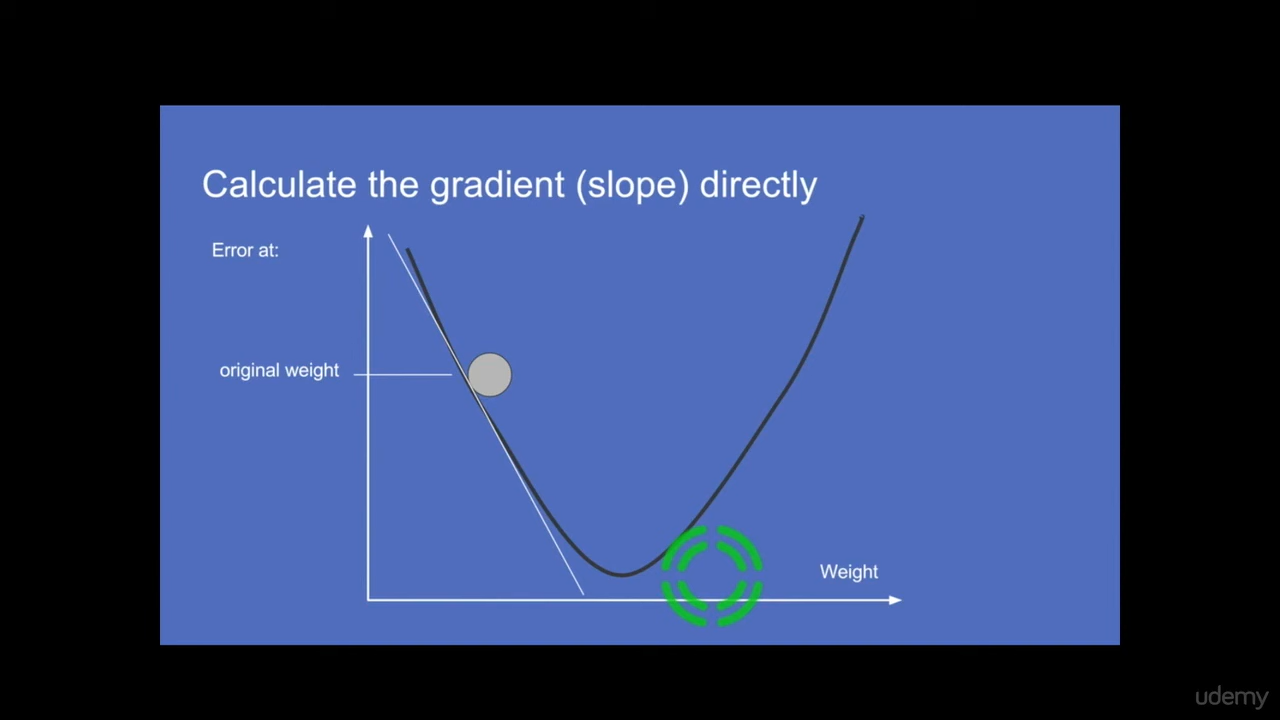 Calculate the gradient (slope) directly
Error at:
original weight
Weight
udemy